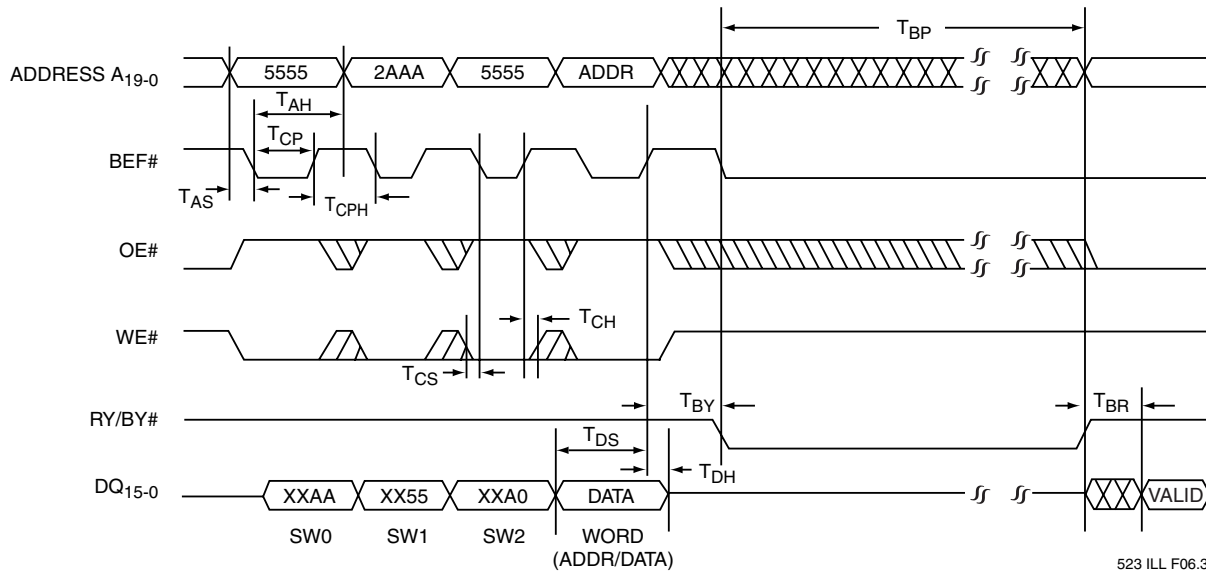 T_BP
ADDRESS A_19-0 5555 2AAA 5555 ADDR
T_AH
T_CP
BEF#
T_AS T_CPH
OE#
T_CH
WE#
T_CS
RY/BY# T_BY T_BR
T_DS
T_DH
DQ_15-0 XXAA XX55 XXA0 DATA VALID
SW0 SW1 SW2 WORD
(ADDR/DATA)
523 ILL F06.3